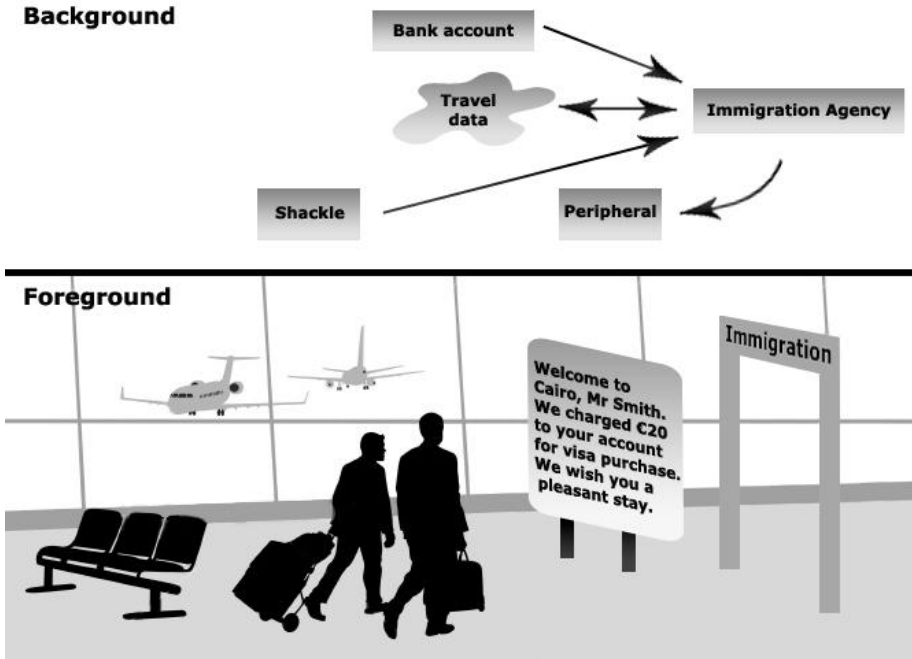 Background
Bank account
Travel
data
Immigration Agency
Shackle
Peripheral
Foreground
Immigration
Welcome to
Cairo, Mr Smith.
We charged €20
to your account
for visa purchase.
We wish you a
pleasant stay.